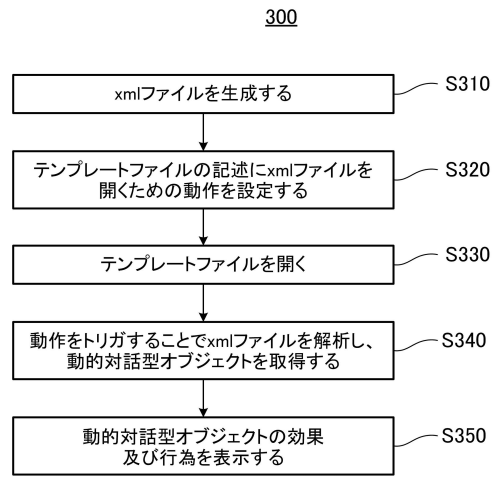 300
xmlファイルを生成する
S310
テンプレートファイルの記述にxmlファイルを
開くための動作を設定する
S320
テンプレートファイルを開く
S330
動作をトリガすることでxmlファイルを解析し、
動的対話型オブジェクトを取得する
S340
動的対話型オブジェクトの効果
及び行為を表示する
S350